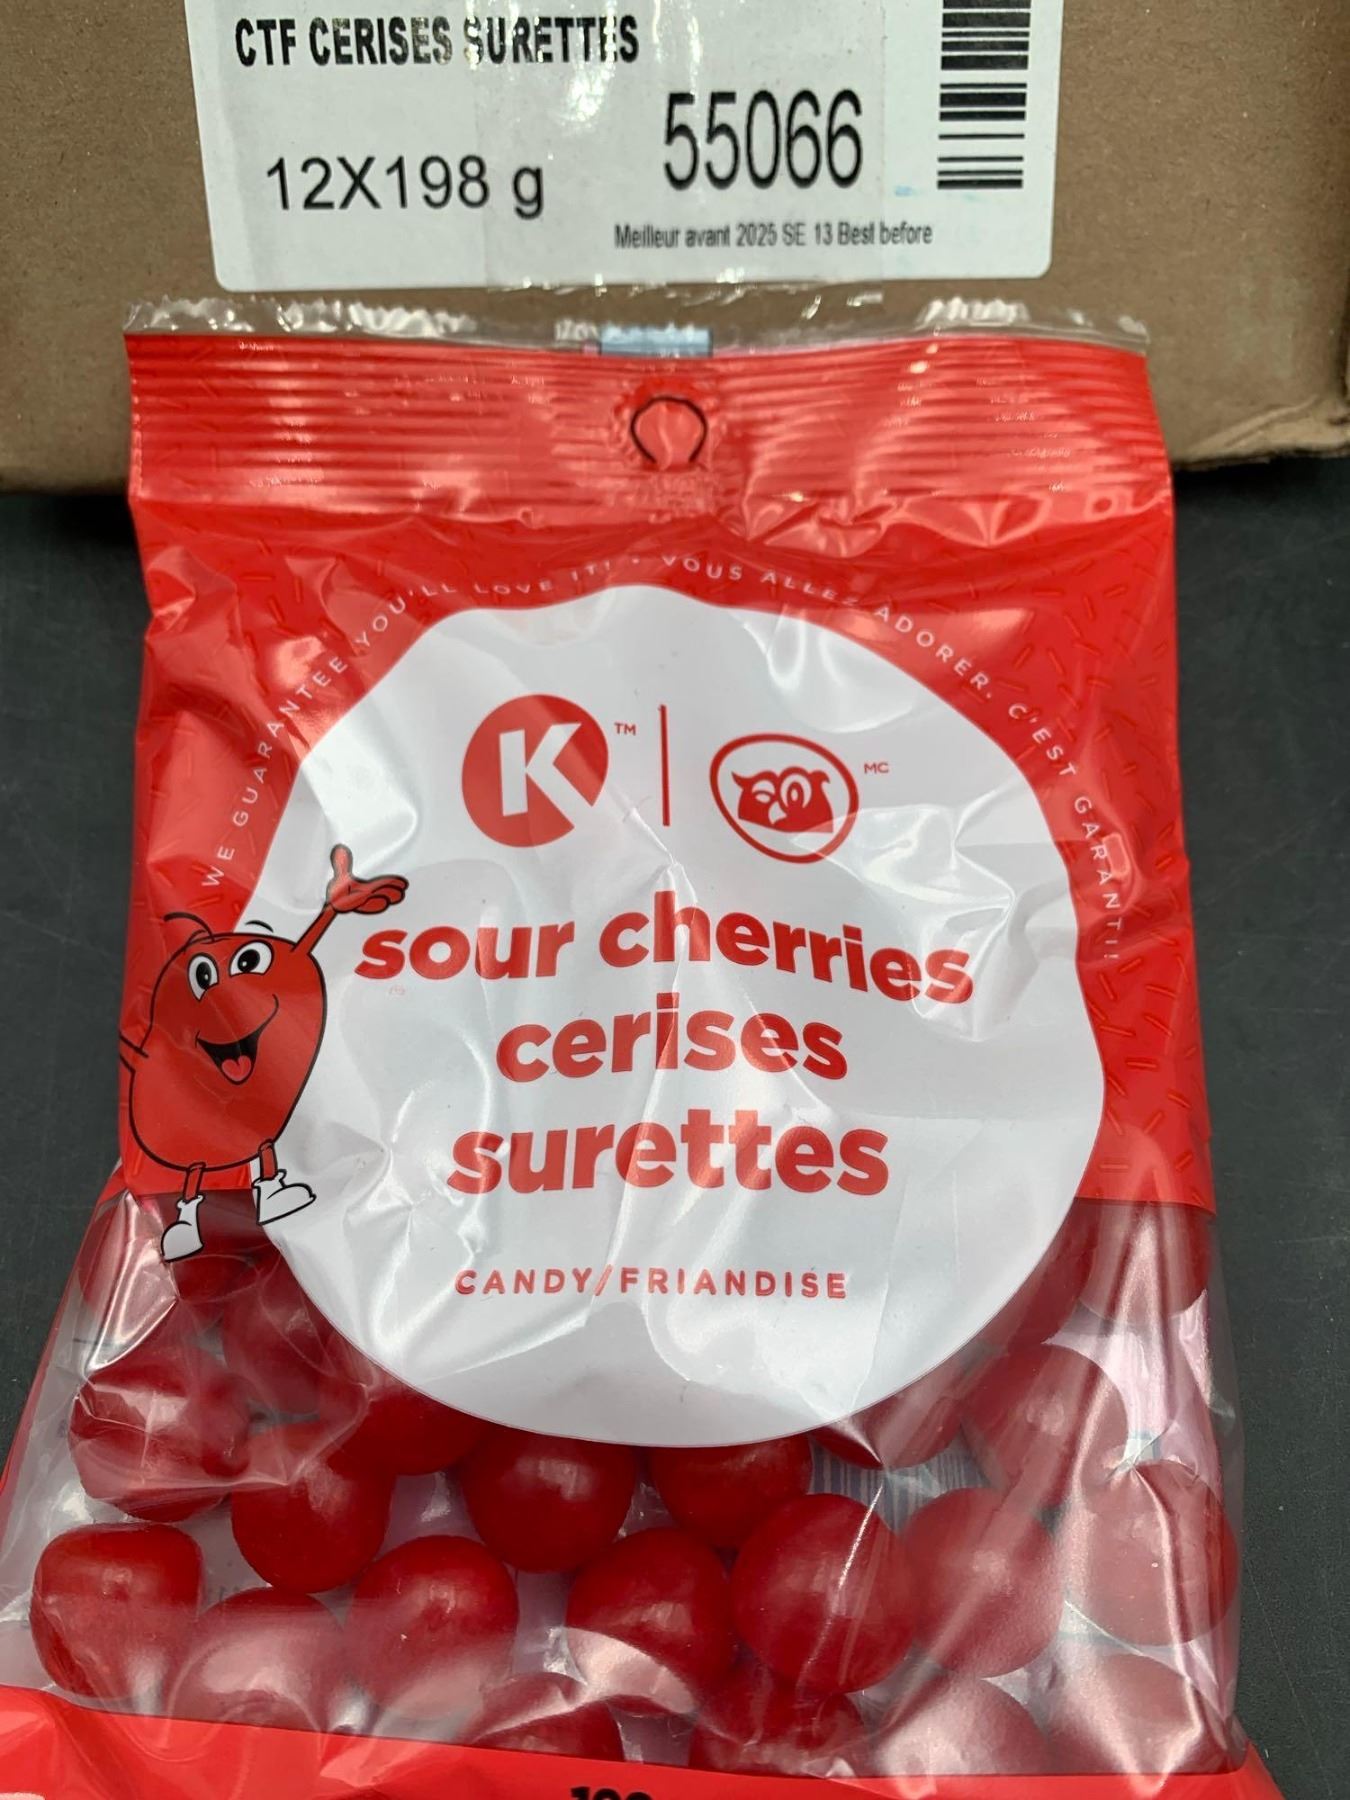 CTF CERISES SURETTES
12X198 g
55066
Meilleur avant 2025 SE 13 Best before
WE GUARANTEE YOU'LL LOVE IT! • VOUS ALLEZ ADORER. C'EST GARANTI!
K TM
MC
sour cherries
cerises
surettes
CANDY/FRIANDISE